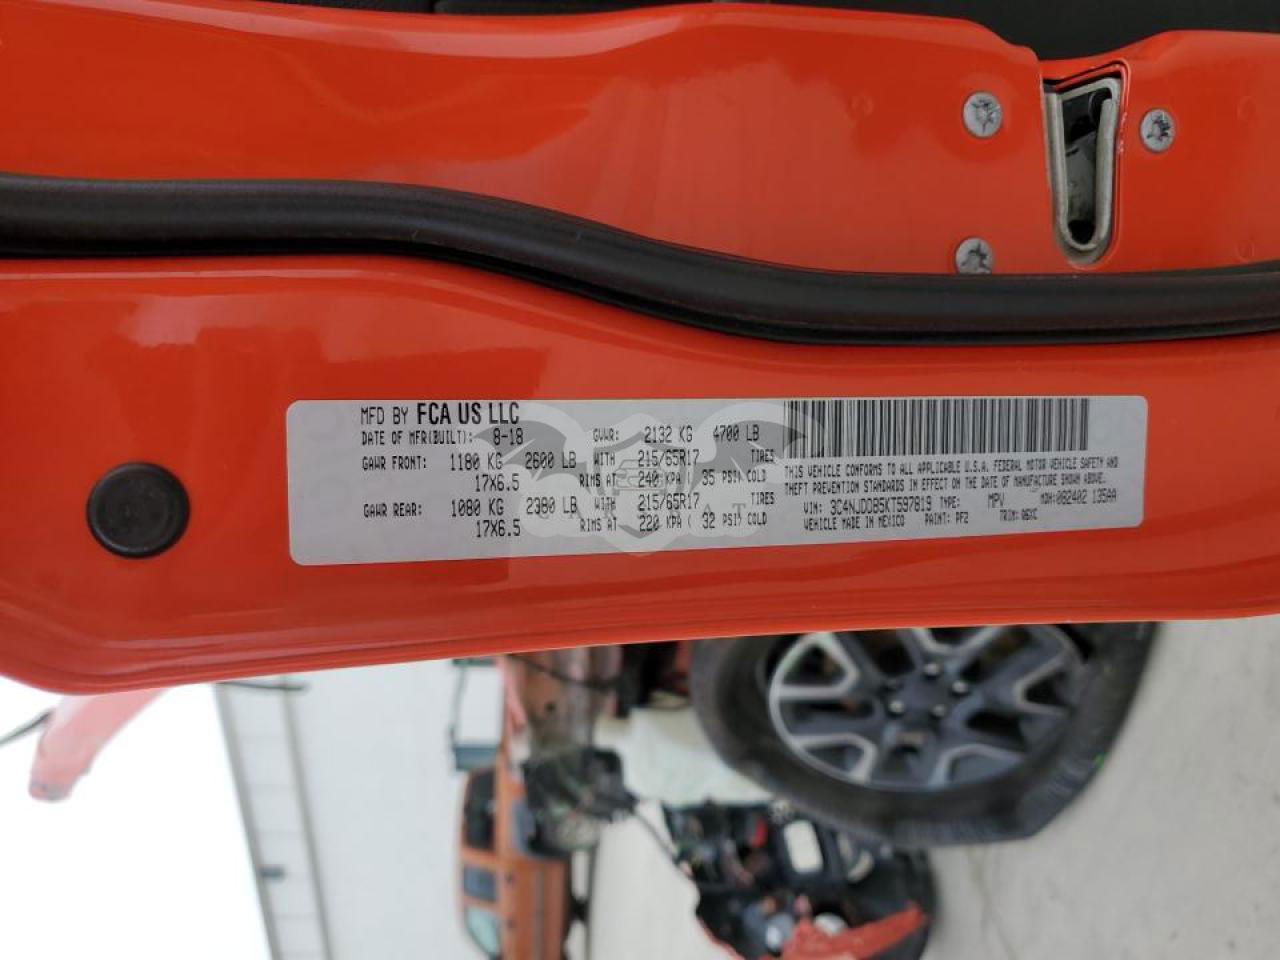 MFD BY FCA US LLC
DATE OF MFR(BUILT): 8-18 GVWR: 2132 KG 4700 LB
GAWR FRONT: 1180 KG 2600 LB WITH 215/65R17 TIRES
17X6.5 RIMS AT 240 KPA ( 35 PSI) COLD
GAWR REAR: 1080 KG 2380 LB WITH 215/65R17 TIRES
17X6.5 RIMS AT 220 KPA ( 32 PSI) COLD
THIS VEHICLE CONFORMS TO ALL APPLICABLE U.S.A. FEDERAL MOTOR VEHICLE SAFETY AND
THEFT PREVENTION STANDARDS IN EFFECT ON THE DATE OF MANUFACTURE SHOWN ABOVE.
VIN: 3C4NJDDB5KT597819 TYPE: MPV MDH:082402 135AA
VEHICLE MADE IN MEXICO PAINT: PF2 TRIM: